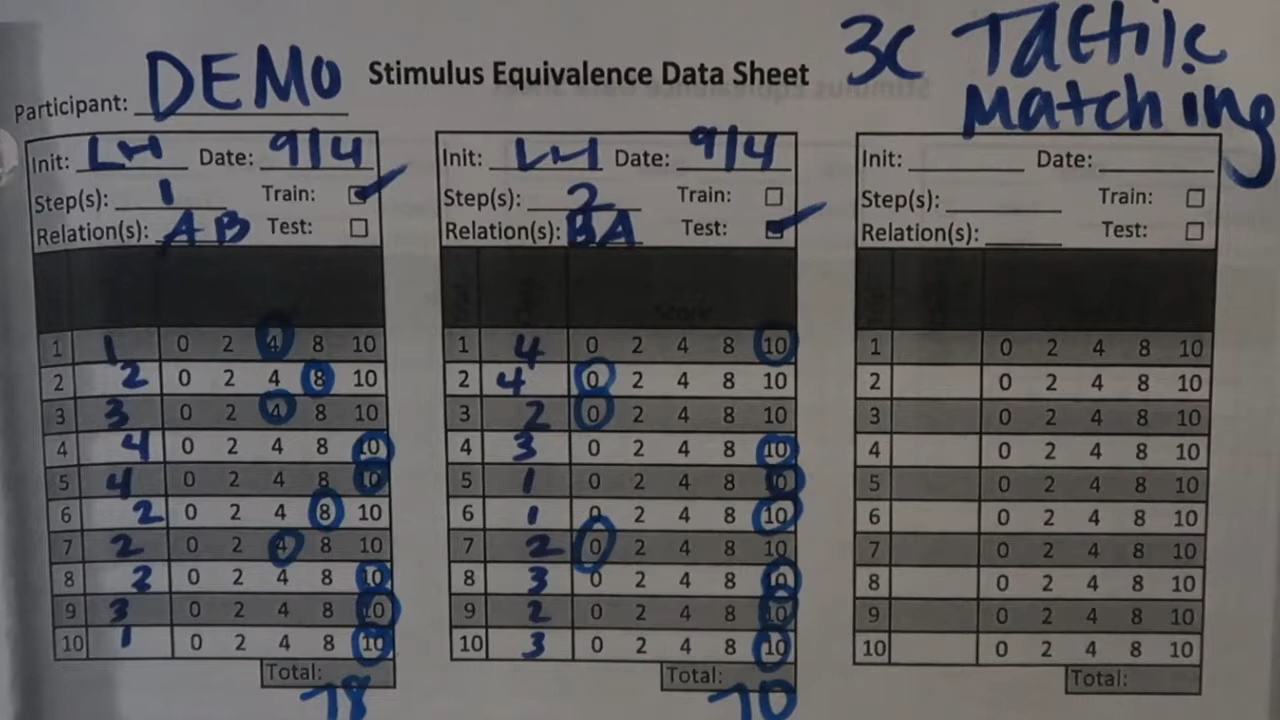 3C Tactile
Matching
Stimulus Equivalence Data Sheet
Participant: DEMO
Init: LH Date: 9/4
Step(s): 1 Train: ☑
Relation(s): AB Test: ☐
1 1 0 2 4 8 10
2 2 0 2 4 8 10
3 3 0 2 4 8 10
4 4 0 2 4 8 10
5 4 0 2 4 8 10
6 2 0 2 4 8 10
7 2 0 2 4 8 10
8 2 0 2 4 8 10
9 3 0 2 4 8 10
10 1 0 2 4 8 10
Total: 78
Init: LH Date: 9/4
Step(s): 2 Train: ☐
Relation(s): BA Test: ☑
1 4 0 2 4 8 10
2 4 0 2 4 8 10
3 2 0 2 4 8 10
4 3 0 2 4 8 10
5 1 0 2 4 8 10
6 1 0 2 4 8 10
7 2 0 2 4 8 10
8 3 0 2 4 8 10
9 2 0 2 4 8 10
10 3 0 2 4 8 10
Total: 70
Init: Date:
Step(s): Train: ☐
Relation(s): Test: ☐
1 0 2 4 8 10
2 0 2 4 8 10
3 0 2 4 8 10
4 0 2 4 8 10
5 0 2 4 8 10
6 0 2 4 8 10
7 0 2 4 8 10
8 0 2 4 8 10
9 0 2 4 8 10
10 0 2 4 8 10
Total: